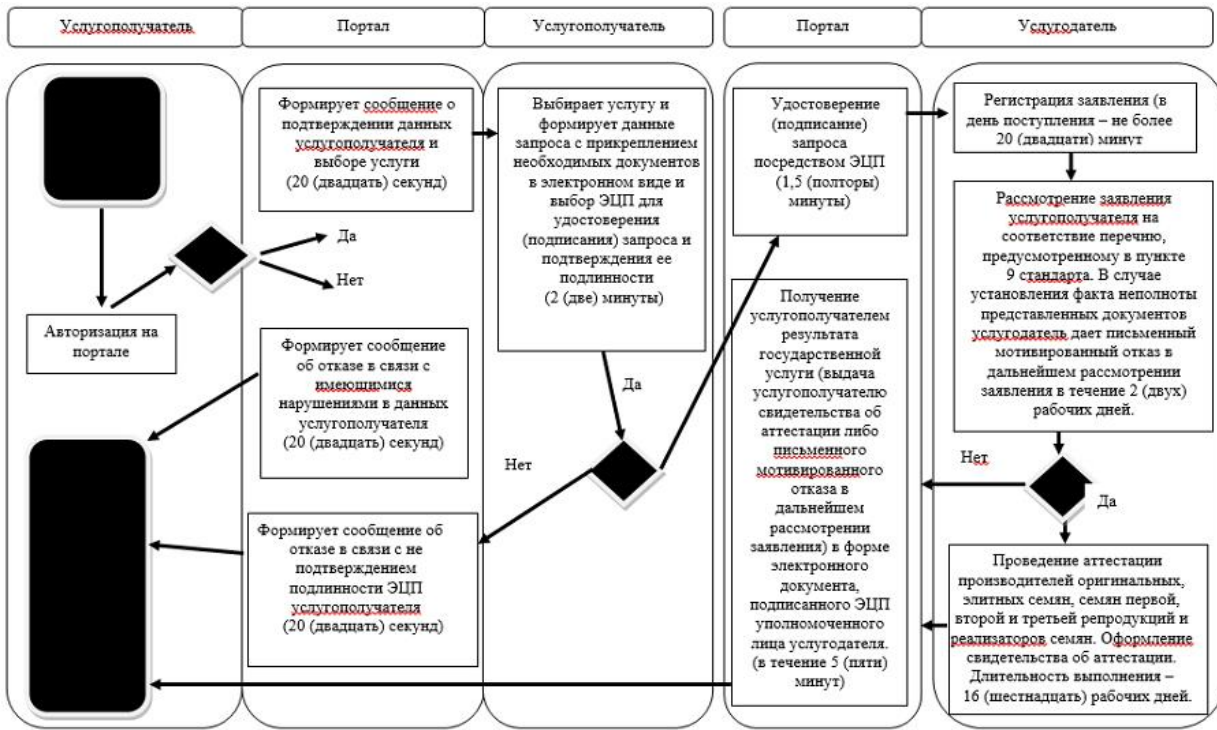 Услугополучатель
Портал
Услугополучатель
Портал
Услугодатель
Авторизация на
портале
Да
Нет
Формирует сообщение о
подтверждении данных
услугополучателя и
выборе услуги
(20 (двадцать) секунд)
Формирует сообщение
об отказе в связи с
имеющимися
нарушениями в данных
услугополучателя
(20 (двадцать) секунд)
Формирует сообщение об
отказе в связи с не
подтверждением
подлинности ЭЦП
услугополучателя
(20 (двадцать) секунд)
Выбирает услугу и
формирует данные
запроса с прикреплением
необходимых документов
в электронном виде и
выбор ЭЦП для
удостоверения
(подписания) запроса и
подтверждения ее
подлинности
(2 (две) минуты)
Да
Нет
Удостоверение
(подписание)
запроса
посредством ЭЦП
(1,5 (полторы)
минуты)
Получение
услугополучателем
результата
государственной
услуги (выдача
услугополучателю
свидетельства об
аттестации либо
письменного
мотивированного
отказа в
дальнейшем
рассмотрении
заявления) в форме
электронного
документа,
подписанного ЭЦП
уполномоченного
лица услугодателя.
(в течение 5 (пяти)
минут)
Регистрация заявления (в
день поступления – не более
20 (двадцати) минут
Рассмотрение заявления
услугополучателя на
соответствие перечню,
предусмотренному в пункте
9 стандарта. В случае
установления факта неполноты
представленных документов
услугодатель дает письменный
мотивированный отказ в
дальнейшем рассмотрении
заявления в течение 2 (двух)
рабочих дней.
Нет
Да
Проведение аттестации
производителей оригинальных,
элитных семян, семян первой,
второй и третьей репродукций и
реализаторов семян. Оформление
свидетельства об аттестации.
Длительность выполнения –
16 (шестнадцать) рабочих дней.